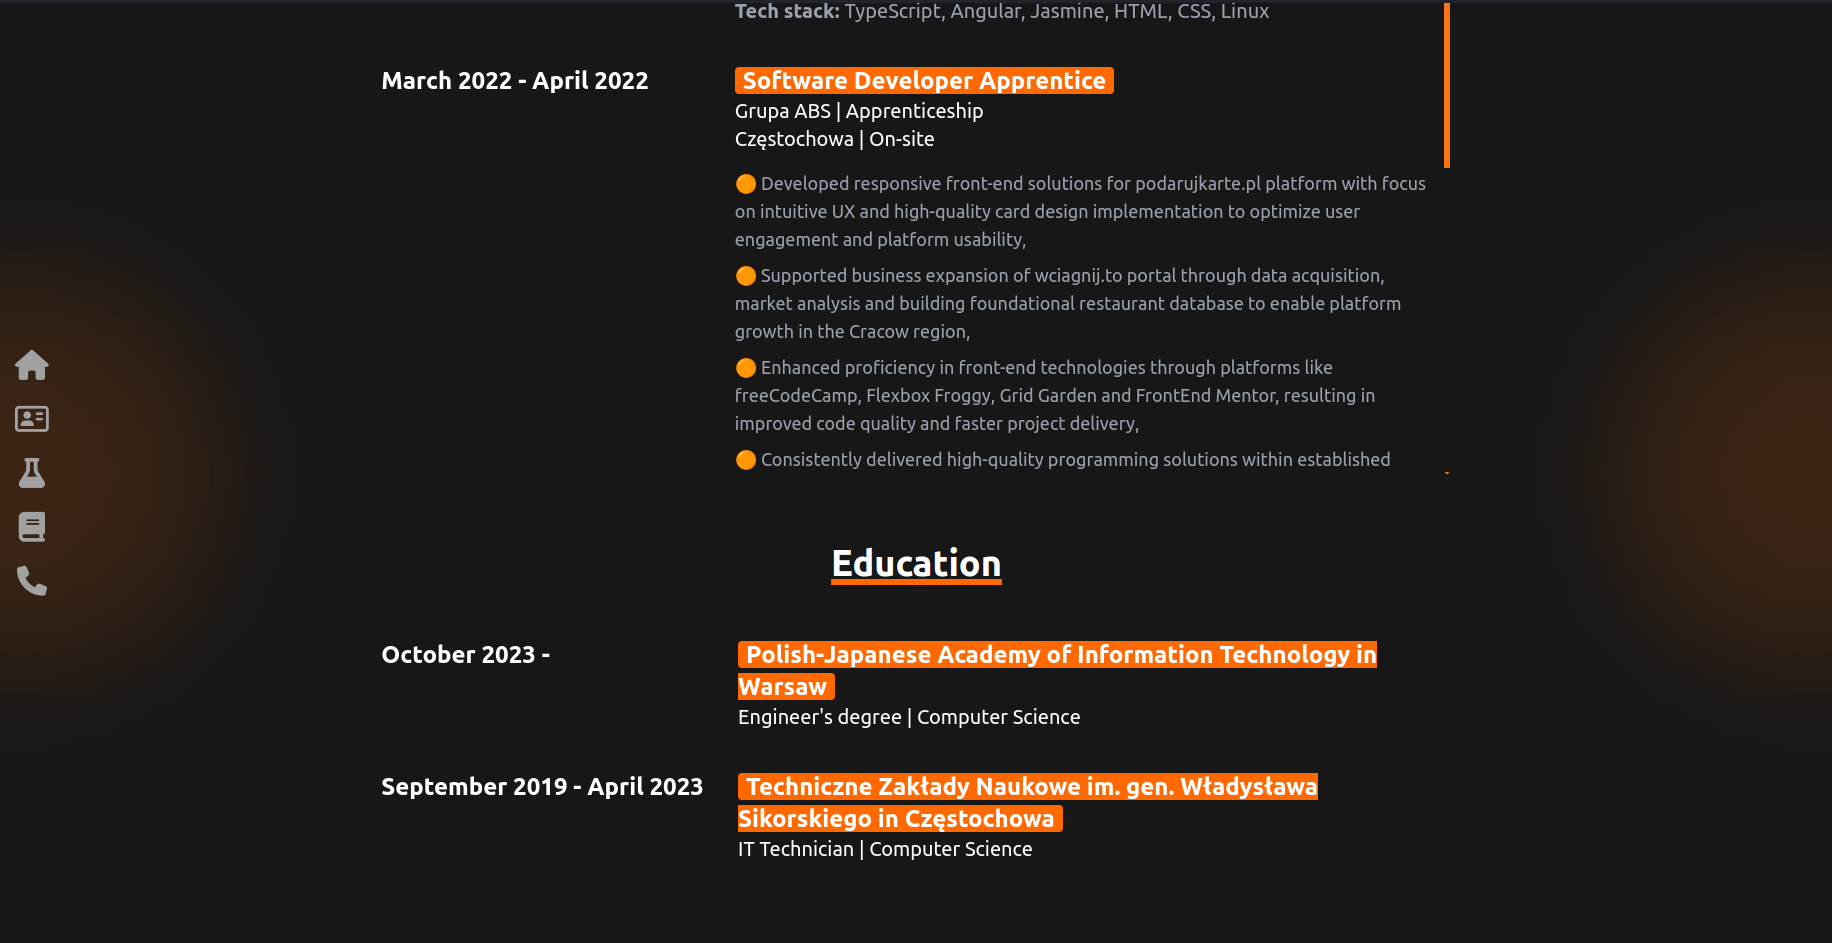 Tech stack: TypeScript, Angular, Jasmine, HTML, CSS, Linux
March 2022 - April 2022
Software Developer Apprentice
Grupa ABS | Apprenticeship
Częstochowa | On-site
Developed responsive front-end solutions for podarujkarte.pl platform with focus
on intuitive UX and high-quality card design implementation to optimize user
engagement and platform usability,
Supported business expansion of wciagnij.to portal through data acquisition,
market analysis and building foundational restaurant database to enable platform
growth in the Cracow region,
Enhanced proficiency in front-end technologies through platforms like
freeCodeCamp, Flexbox Froggy, Grid Garden and FrontEnd Mentor, resulting in
improved code quality and faster project delivery,
Consistently delivered high-quality programming solutions within established
Education
October 2023 -
Polish-Japanese Academy of Information Technology in
Warsaw
Engineer's degree | Computer Science
September 2019 - April 2023
Techniczne Zakłady Naukowe im. gen. Władysława
Sikorskiego in Częstochowa
IT Technician | Computer Science